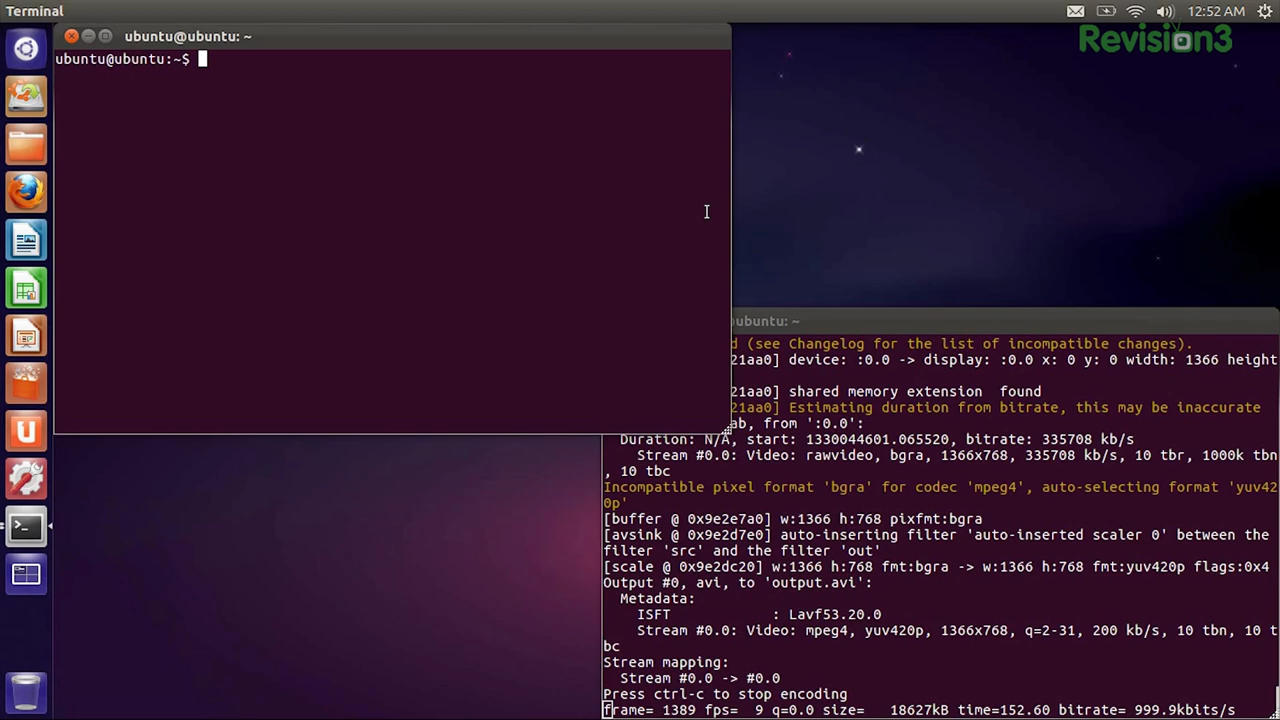 Terminal
12:52 AM
Revision3
ubuntu@ubuntu: ~
ubuntu@ubuntu:~$
ubuntu: ~
d (see Changelog for the list of incompatible changes).
21aa0] device: :0.0 -> display: :0.0 x: 0 y: 0 width: 1366 height
21aa0] shared memory extension  found
21aa0] Estimating duration from bitrate, this may be inaccurate
ab, from ':0.0':
Duration: N/A, start: 1330044601.065520, bitrate: 335708 kb/s
Stream #0.0: Video: rawvideo, bgra, 1366x768, 335708 kb/s, 10 tbr, 1000k tbn
, 10 tbc
Incompatible pixel format 'bgra' for codec 'mpeg4', auto-selecting format 'yuv42
0p'
[buffer @ 0x9e2e7a0] w:1366 h:768 pixfmt:bgra
[avsink @ 0x9e2d7e0] auto-inserting filter 'auto-inserted scaler 0' between the
filter 'src' and the filter 'out'
[scale @ 0x9e2dc20] w:1366 h:768 fmt:bgra -> w:1366 h:768 fmt:yuv420p flags:0x4
Output #0, avi, to 'output.avi':
Metadata:
ISFT            : Lavf53.20.0
Stream #0.0: Video: mpeg4, yuv420p, 1366x768, q=2-31, 200 kb/s, 10 tbn, 10 t
bc
Stream mapping:
Stream #0.0 -> #0.0
Press ctrl-c to stop encoding
frame= 1389 fps=  9 q=0.0 size=   18627kB time=152.60 bitrate= 999.9kbits/s